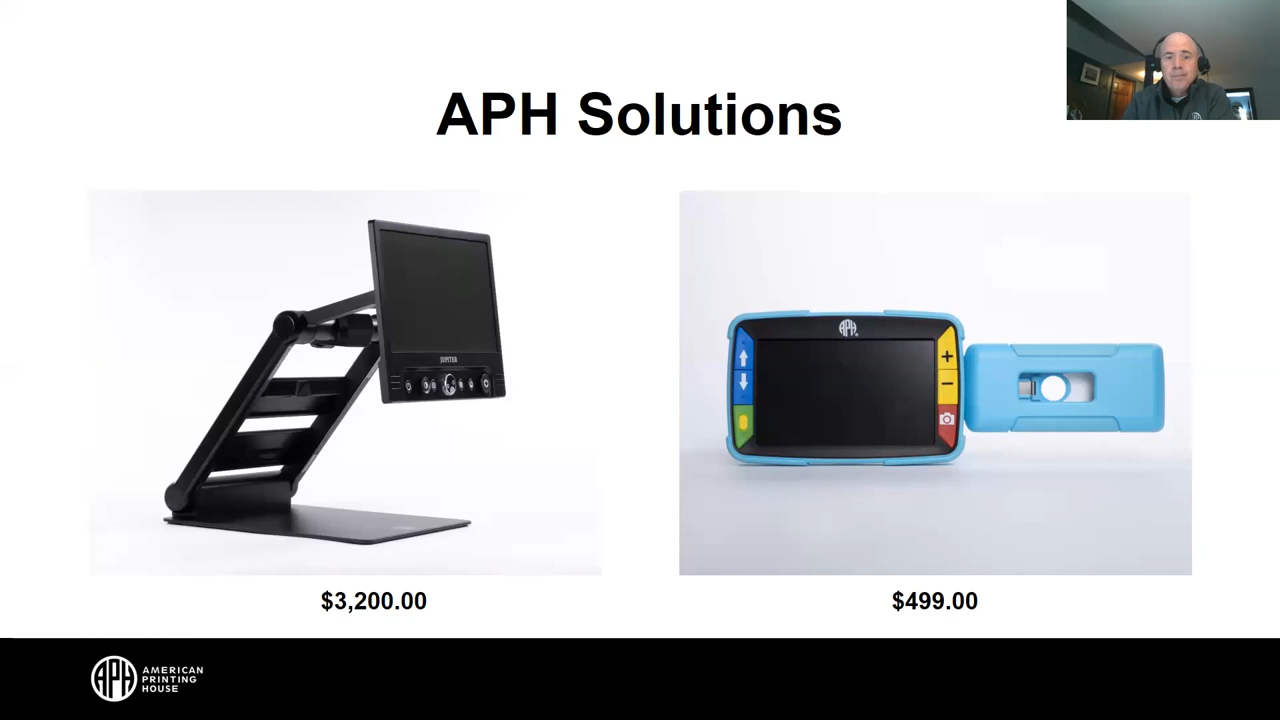 APH Solutions
JUPITER
APH
+
−
$3,200.00
$499.00
APH
AMERICAN
PRINTING
HOUSE